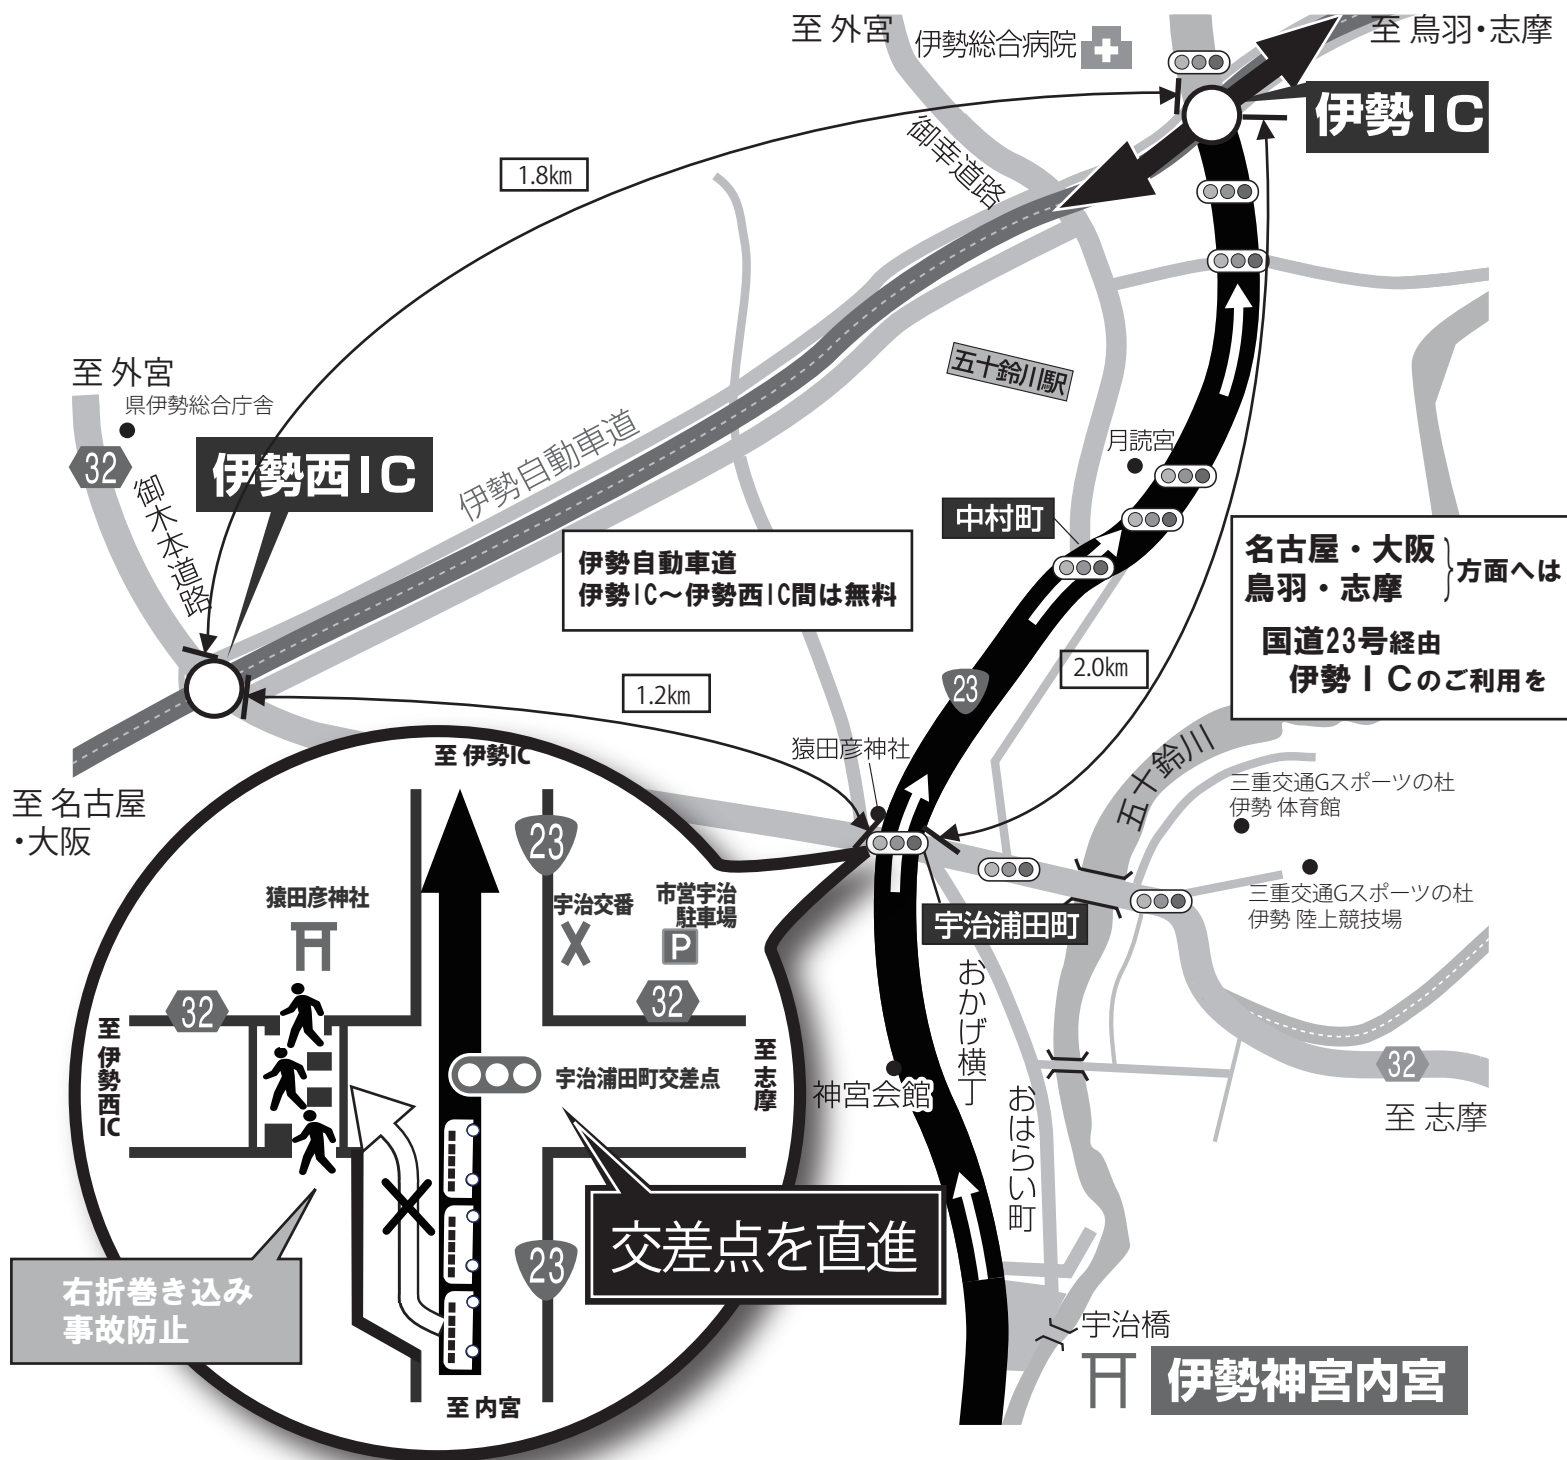 至 外宮
伊勢総合病院
至 鳥羽・志摩
伊勢IC
御幸道路
1.8km
至 外宮
県伊勢総合庁舎
32
御木本道路
伊勢西IC
伊勢自動車道
五十鈴川駅
月読宮
中村町
伊勢自動車道
伊勢IC～伊勢西IC間は無料
名古屋・大阪
鳥羽・志摩
方面へは
国道23号経由
伊勢ICのご利用を
2.0km
23
1.2km
猿田彦神社
至 名古屋
・大阪
五十鈴川
三重交通Gスポーツの杜
伊勢 体育館
三重交通Gスポーツの杜
伊勢 陸上競技場
宇治浦田町
おかげ横丁
おはらい町
神宮会館
32
至 志摩
宇治橋
伊勢神宮内宮
至 伊勢IC
23
猿田彦神社
宇治交番
市営宇治
駐車場
P
32
32
至 伊勢西IC
至 志摩
宇治浦田町交差点
交差点を直進
23
右折巻き込み
事故防止
至 内宮